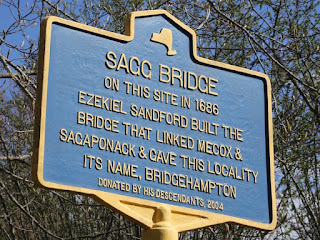 SAGG BRIDGE
ON THIS SITE IN 1686
EZEKIEL SANDFORD BUILT THE
BRIDGE THAT LINKED MECOX &
SAGAPONACK & GAVE THIS LOCALITY
ITS NAME, BRIDGEHAMPTON
DONATED BY HIS DESCENDANTS, 2004